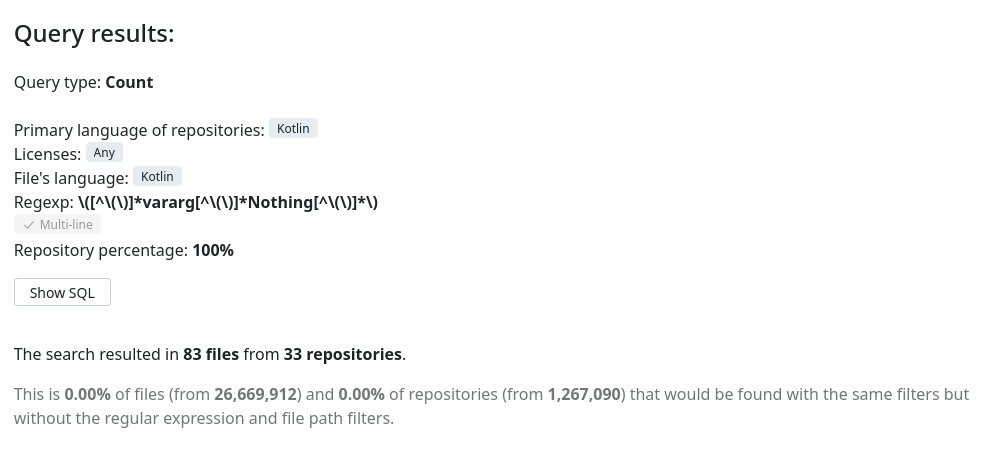 Query results:
Query type: Count
Primary language of repositories: Kotlin
Licenses: Any
File's language: Kotlin
Regexp: \([^\(\)]*vararg[^\(\)]*Nothing[^\(\)]*\)
✓ Multi-line
Repository percentage: 100%
Show SQL
The search resulted in 83 files from 33 repositories.
This is 0.00% of files (from 26,669,912) and 0.00% of repositories (from 1,267,090) that would be found with the same filters but
without the regular expression and file path filters.